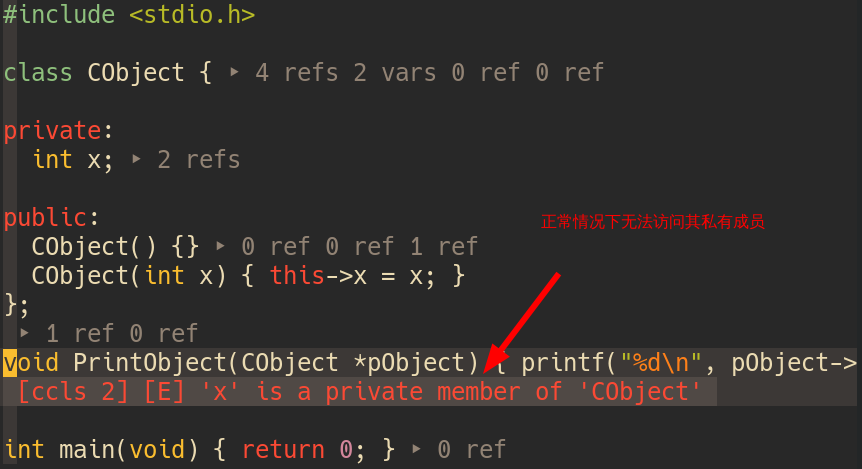 #include <stdio.h>
class CObject { ▸ 4 refs 2 vars 0 ref 0 ref
private:
int x; ▸ 2 refs
public:
正常情况下无法访问其私有成员
CObject() {} ▸ 0 ref 0 ref 1 ref
CObject(int x) { this->x = x; }
};
▸ 1 ref 0 ref
void PrintObject(CObject *pObject) { printf("%d\n", pObject->
[ccls 2] [E] 'x' is a private member of 'CObject'
int main(void) { return 0; } ▸ 0 ref